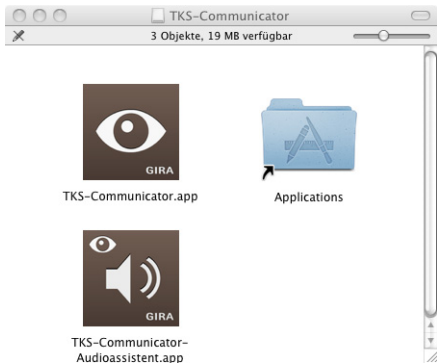 TKS-Communicator
3 Objekte, 19 MB verfügbar
GIRA
TKS-Communicator.app
Applications
GIRA
TKS-Communicator-
Audioassistent.app